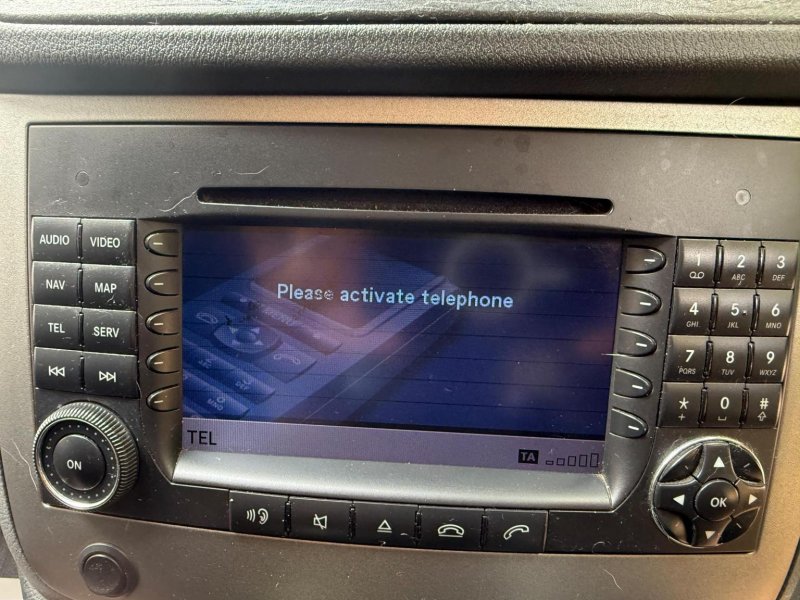 AUDIO VIDEO
NAV MAP
TEL SERV
ON
Please activate telephone
TEL
TA
1
2 ABC
3 DEF
4 GHI
5 JKL
6 MNO
7 PQRS
8 TUV
9 WXYZ
*
+
0
#
OK